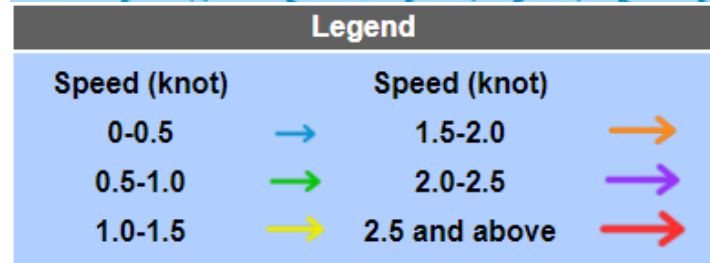 Legend
Speed (knot) Speed (knot)
0-0.5 1.5-2.0
0.5-1.0 2.0-2.5
1.0-1.5 2.5 and above